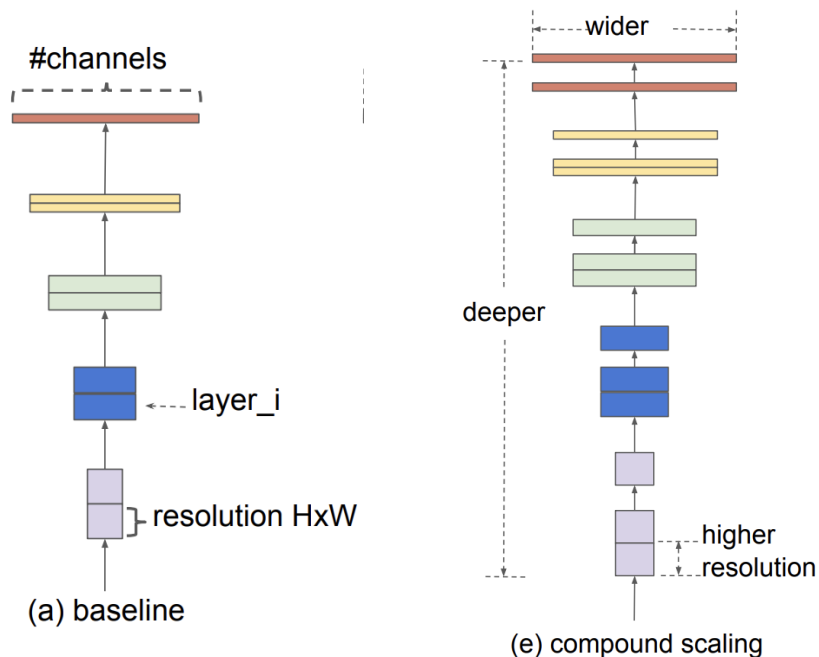 #channels
layer_i
resolution HxW
(a) baseline
wider
deeper
higher
resolution
(e) compound scaling